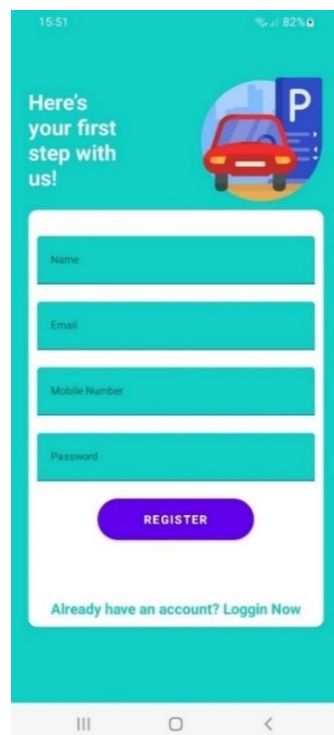 15:51
82%
Here's
your first
step with
us!
P
Name
Email
Mobile Number
Password
REGISTER
Already have an account? Loggin Now